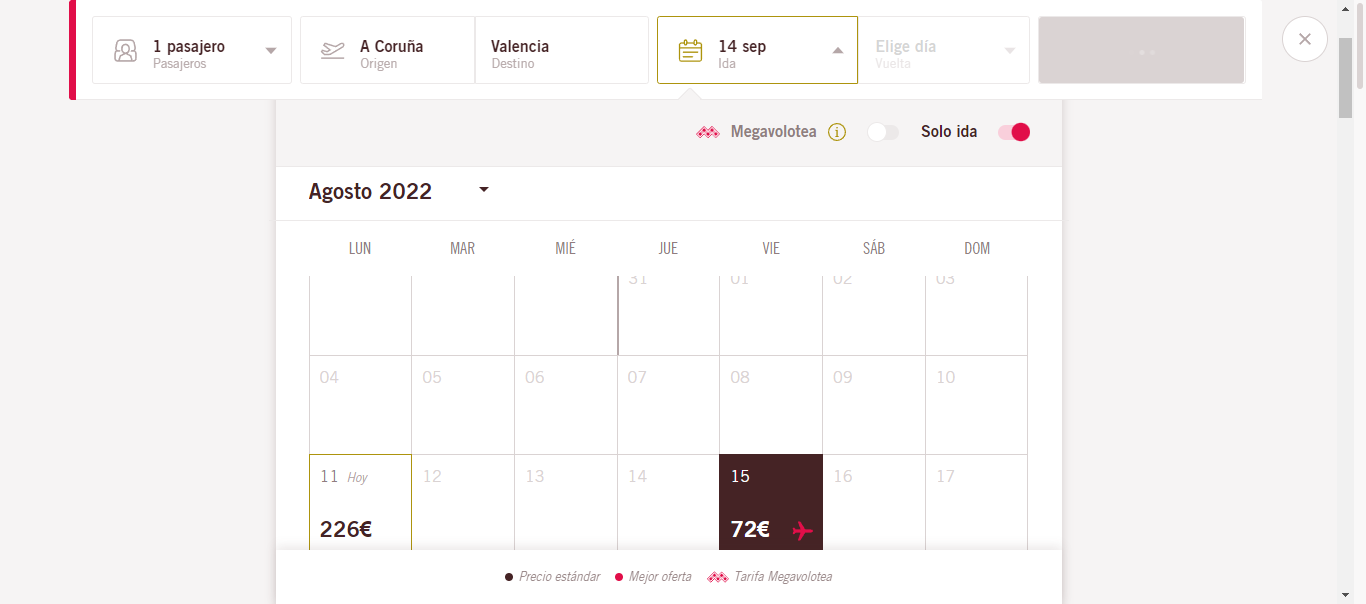 1 pasajero
Pasajeros
A Coruña
Origen
Valencia
Destino
14 sep
Ida
Elige día
Vuelta
Megavolotea
Solo ida
Agosto 2022
LUN MAR MIÉ JUE VIE SÁB DOM
31 01 02 03
04 05 06 07 08 09 10
11 Hoy 12 13 14 15 16 17
226€ 72€
Precio estándar Mejor oferta Tarifa Megavolotea